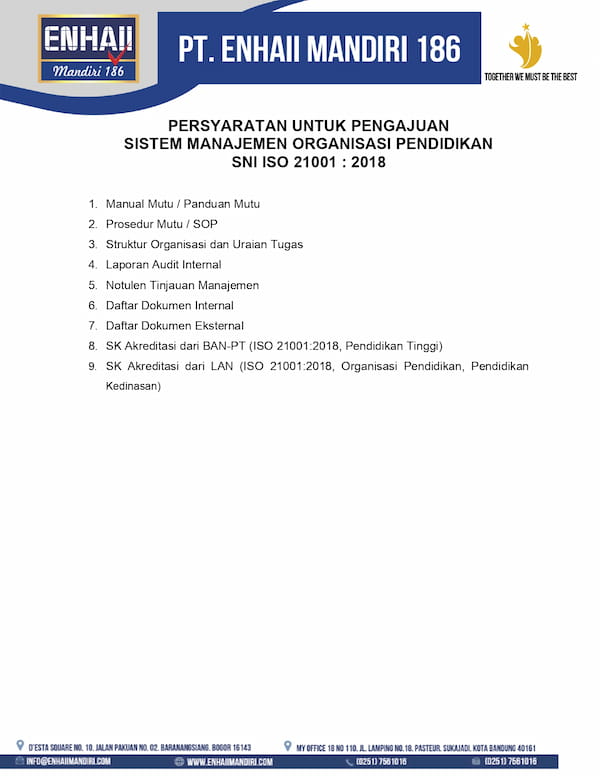 ENHAII
Mandiri 186
PT. ENHAII MANDIRI 186
TOGETHER WE MUST BE THE BEST
PERSYARATAN UNTUK PENGAJUAN
SISTEM MANAJEMEN ORGANISASI PENDIDIKAN
SNI ISO 21001 : 2018
1. Manual Mutu / Panduan Mutu
2. Prosedur Mutu / SOP
3. Struktur Organisasi dan Uraian Tugas
4. Laporan Audit Internal
5. Notulen Tinjauan Manajemen
6. Daftar Dokumen Internal
7. Daftar Dokumen Eksternal
8. SK Akreditasi dari BAN-PT (ISO 21001:2018, Pendidikan Tinggi)
9. SK Akreditasi dari LAN (ISO 21001:2018, Organisasi Pendidikan, Pendidikan
Kedinasan)
D'ESTA SQUARE NO. 10, JALAN PAKUAN NO. 02. BARANANGSIANG. BOGOR 16143
MY OFFICE 18 NO 110, JL. LAMPING NO.18. PASTEUR. SUKAJADI. KOTA BANDUNG 40161
INFO@ENHAIIMANDIRI.COM
WWW.ENHAIIMANDIRI.COM
(0251) 7561016
(0251) 7561016